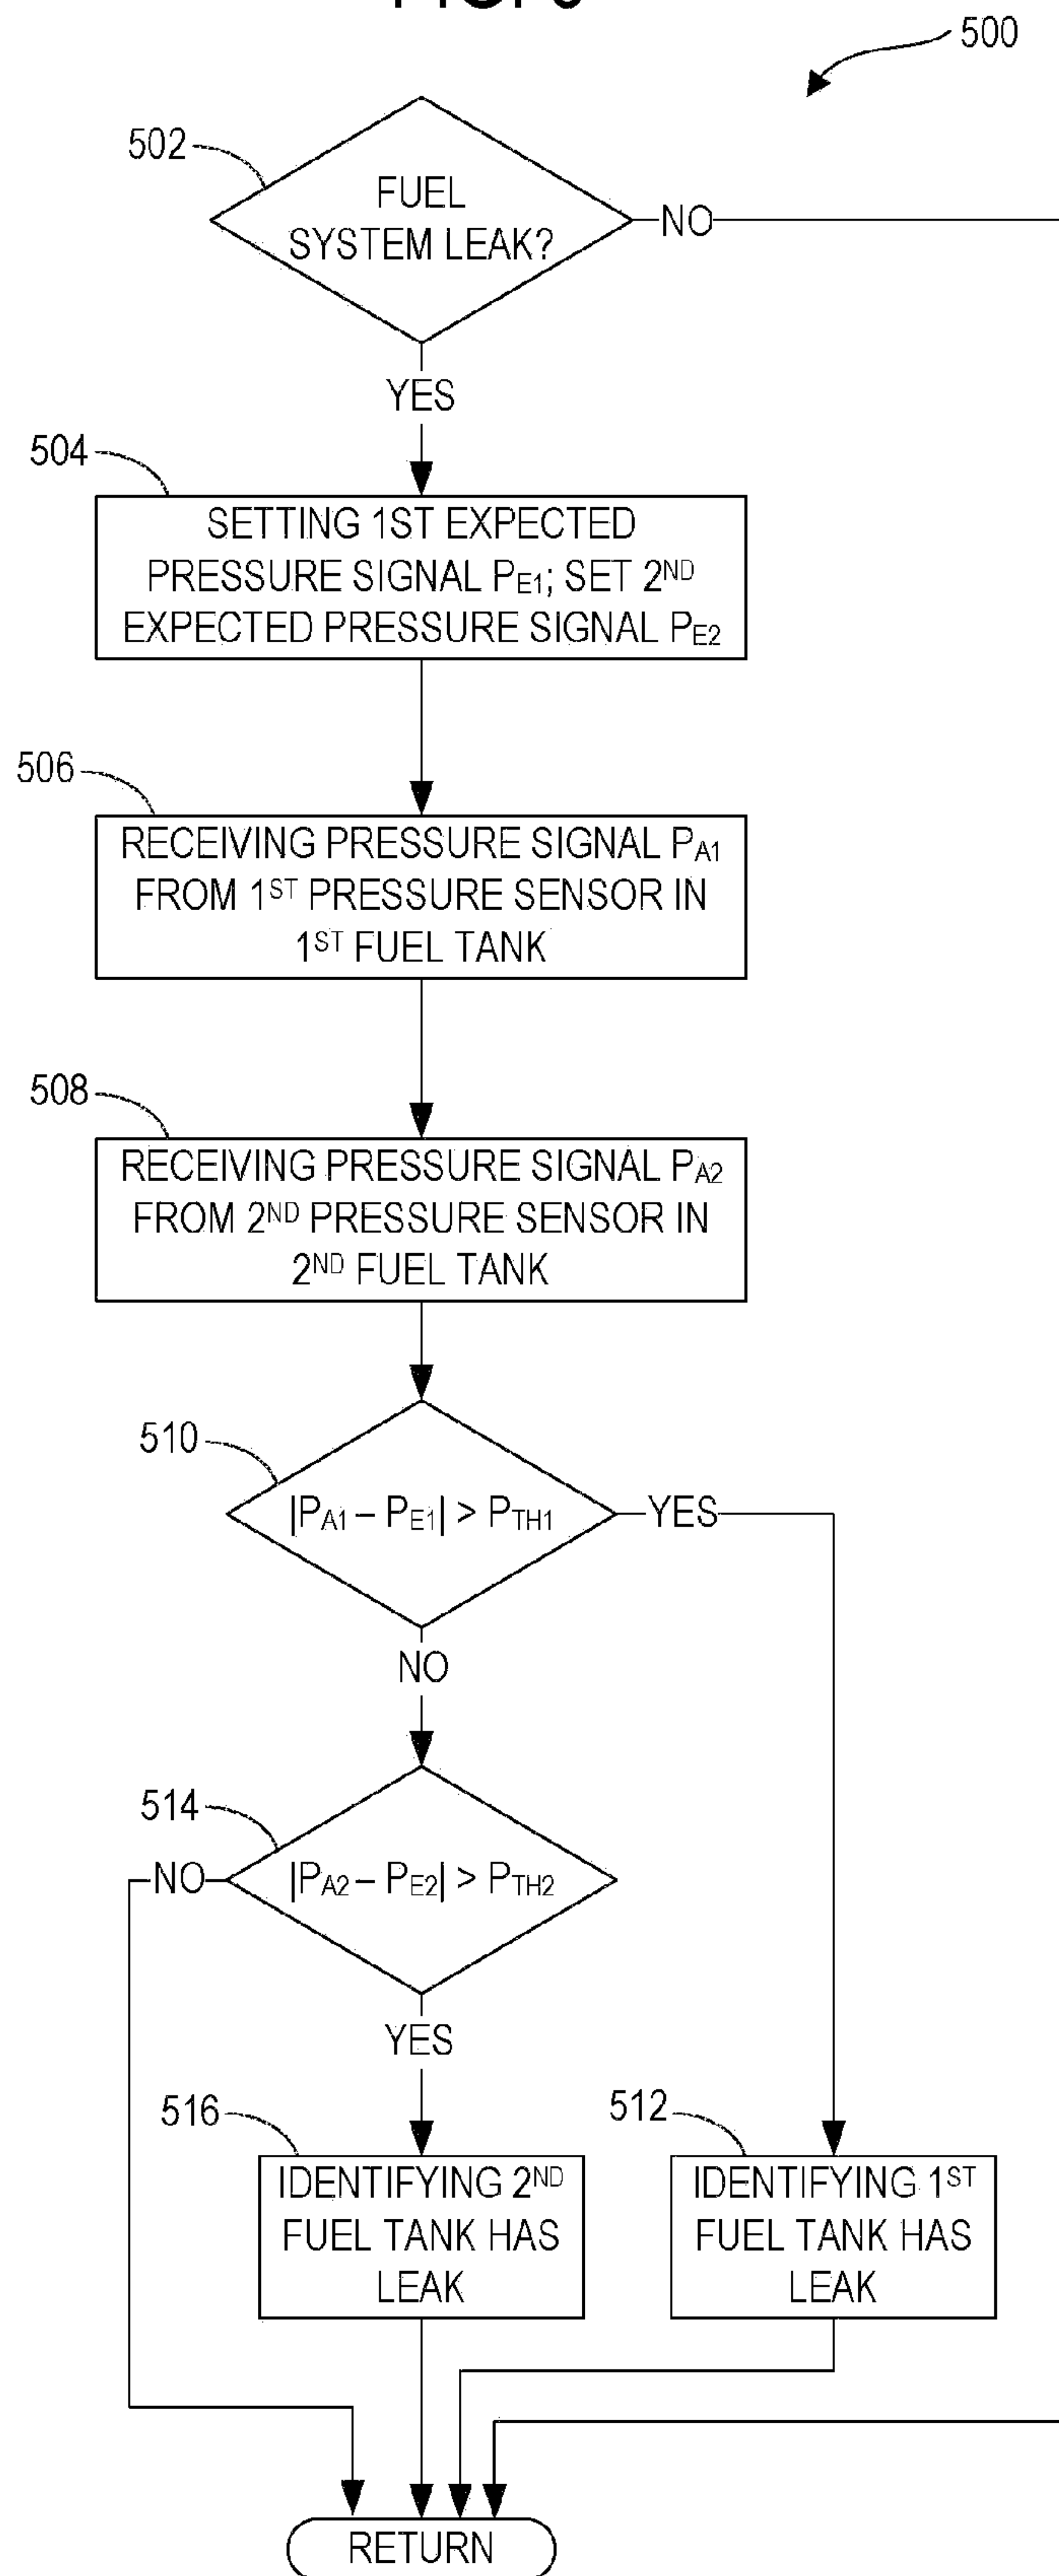 500
502
FUEL
SYSTEM LEAK?
NO
YES
504
SETTING 1ST EXPECTED
PRESSURE SIGNAL PE1; SET 2ND
EXPECTED PRESSURE SIGNAL PE2
506
RECEIVING PRESSURE SIGNAL PA1
FROM 1ST PRESSURE SENSOR IN
1ST FUEL TANK
508
RECEIVING PRESSURE SIGNAL PA2
FROM 2ND PRESSURE SENSOR IN
2ND FUEL TANK
510
|PA1 – PE1| > PTH1
YES
NO
514
NO
|PA2 – PE2| > PTH2
YES
516
512
IDENTIFYING 2ND
FUEL TANK HAS
LEAK
IDENTIFYING 1ST
FUEL TANK HAS
LEAK
RETURN